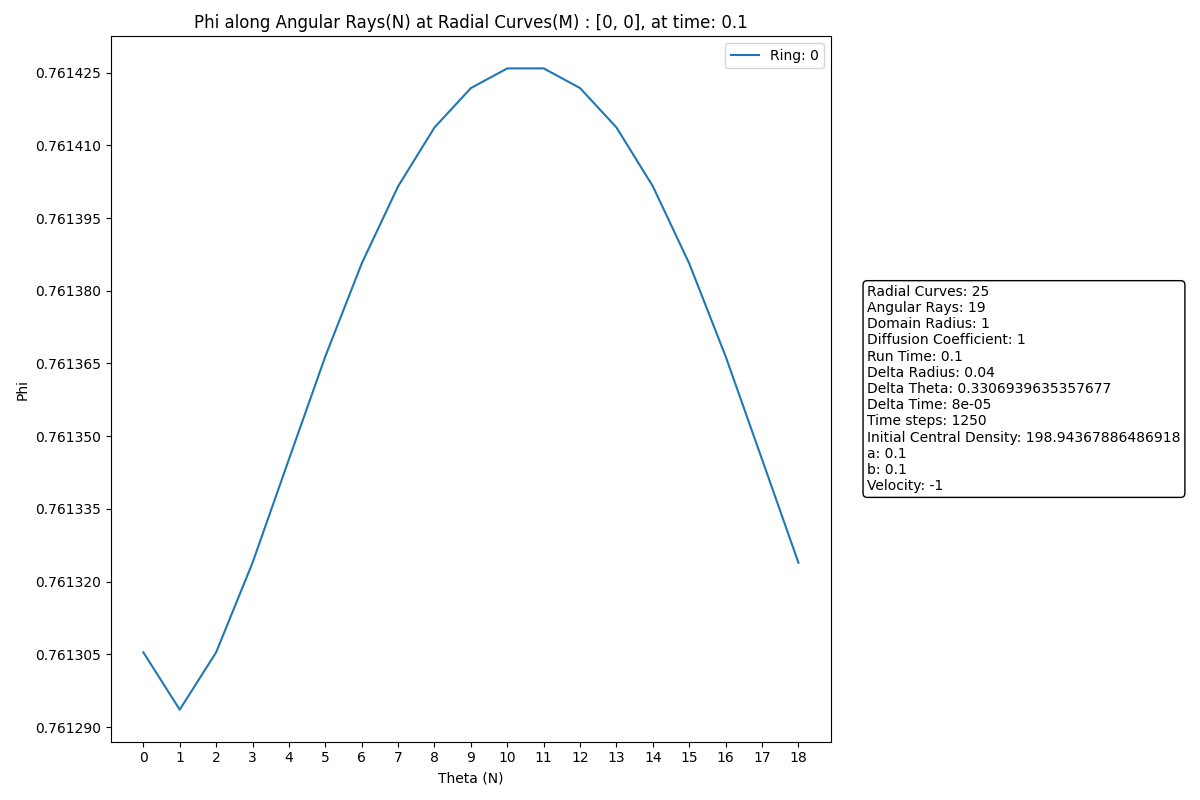 Phi along Angular Rays(N) at Radial Curves(M) : [0, 0], at time: 0.1
Ring: 0
0.761425
0.761410
0.761395
0.761380
0.761365
0.761350
0.761335
0.761320
0.761305
0.761290
Phi
0 1 2 3 4 5 6 7 8 9 10 11 12 13 14 15 16 17 18
Theta (N)
Radial Curves: 25
Angular Rays: 19
Domain Radius: 1
Diffusion Coefficient: 1
Run Time: 0.1
Delta Radius: 0.04
Delta Theta: 0.3306939635357677
Delta Time: 8e-05
Time steps: 1250
Initial Central Density: 198.94367886486918
a: 0.1
b: 0.1
Velocity: -1